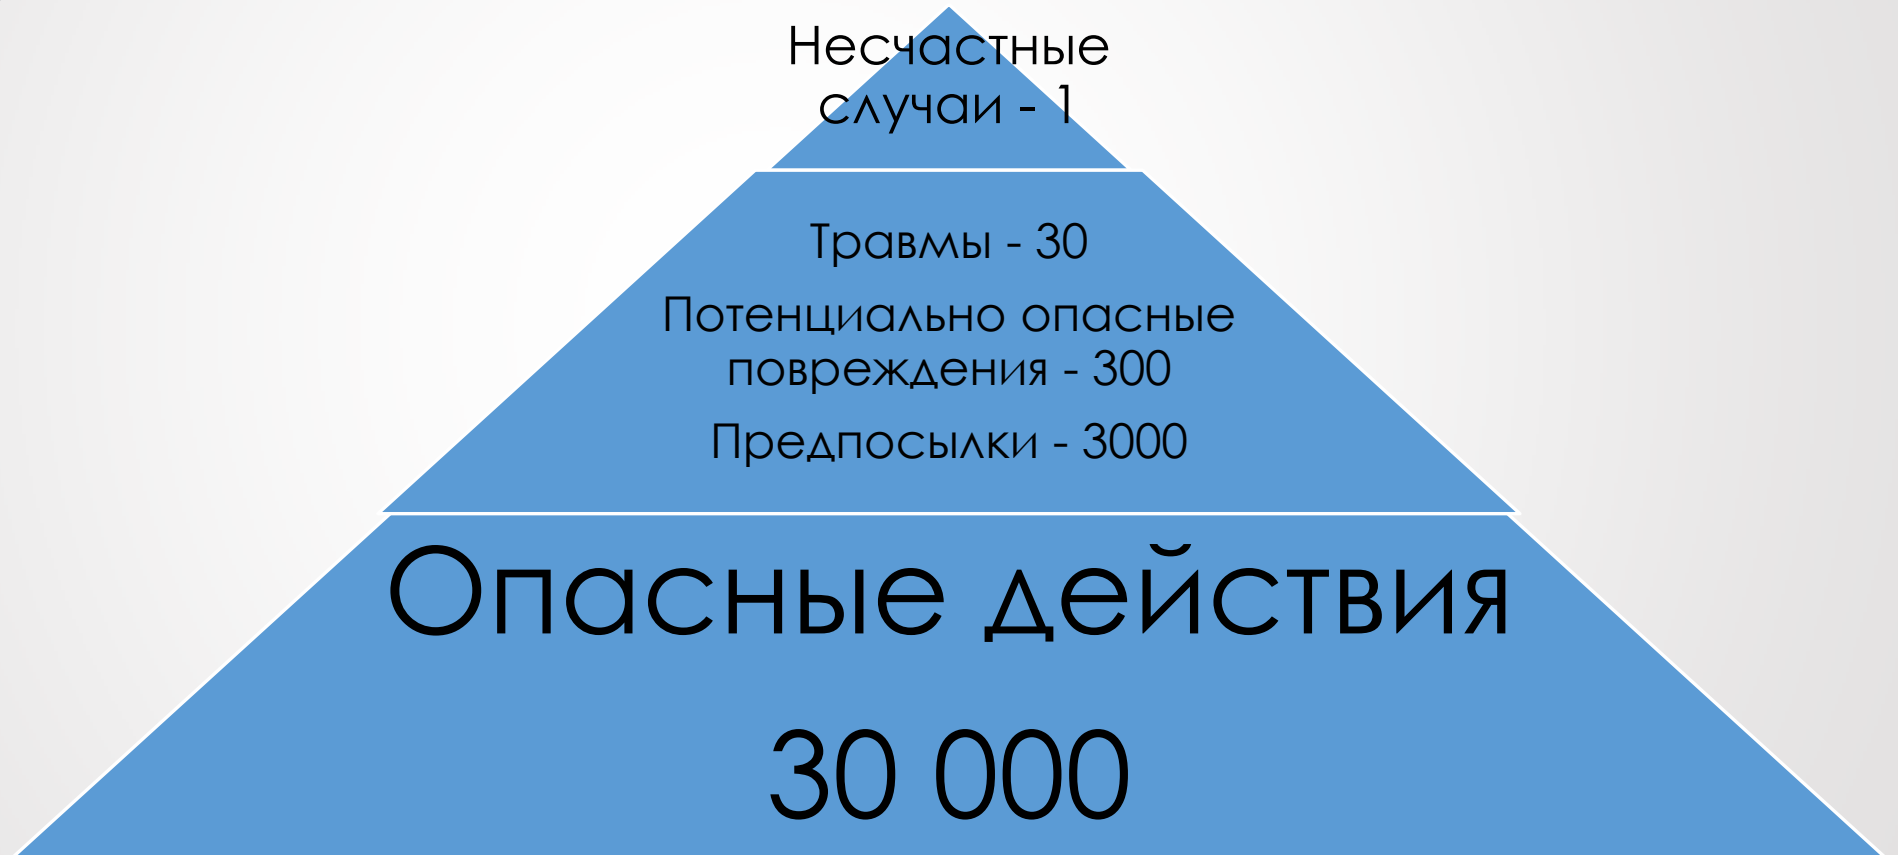 Несчастные
случаи - 1
Травмы - 30
Потенциально опасные
повреждения - 300
Предпосылки - 3000
Опасные действия
30 000